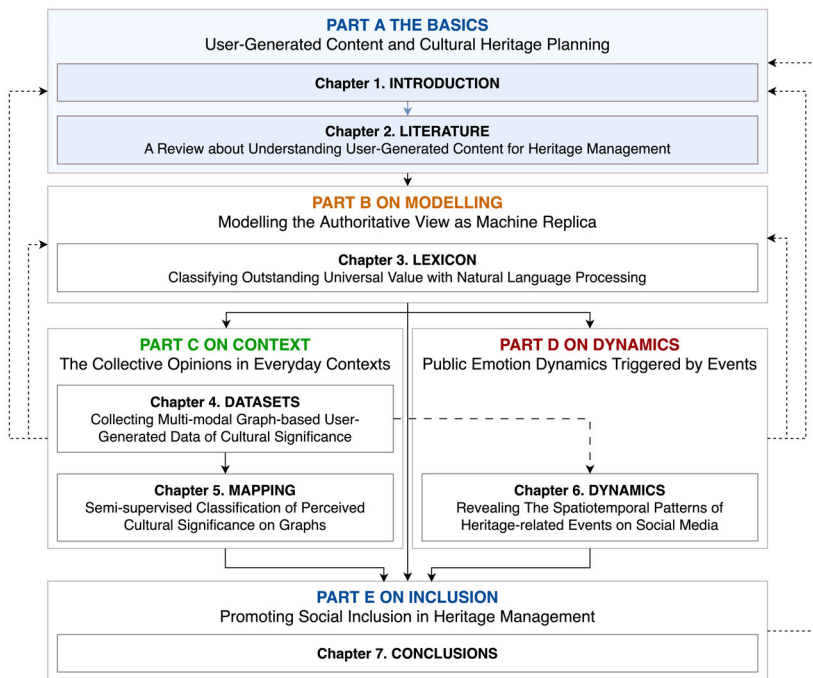 PART A THE BASICS
User-Generated Content and Cultural Heritage Planning
Chapter 1. INTRODUCTION
Chapter 2. LITERATURE
A Review about Understanding User-Generated Content for Heritage Management
PART B ON MODELLING
Modelling the Authoritative View as Machine Replica
Chapter 3. LEXICON
Classifying Outstanding Universal Value with Natural Language Processing
PART C ON CONTEXT
The Collective Opinions in Everyday Contexts
Chapter 4. DATASETS
Collecting Multi-modal Graph-based User-
Generated Data of Cultural Significance
Chapter 5. MAPPING
Semi-supervised Classification of Perceived
Cultural Significance on Graphs
PART D ON DYNAMICS
Public Emotion Dynamics Triggered by Events
Chapter 6. DYNAMICS
Revealing The Spatiotemporal Patterns of
Heritage-related Events on Social Media
PART E ON INCLUSION
Promoting Social Inclusion in Heritage Management
Chapter 7. CONCLUSIONS